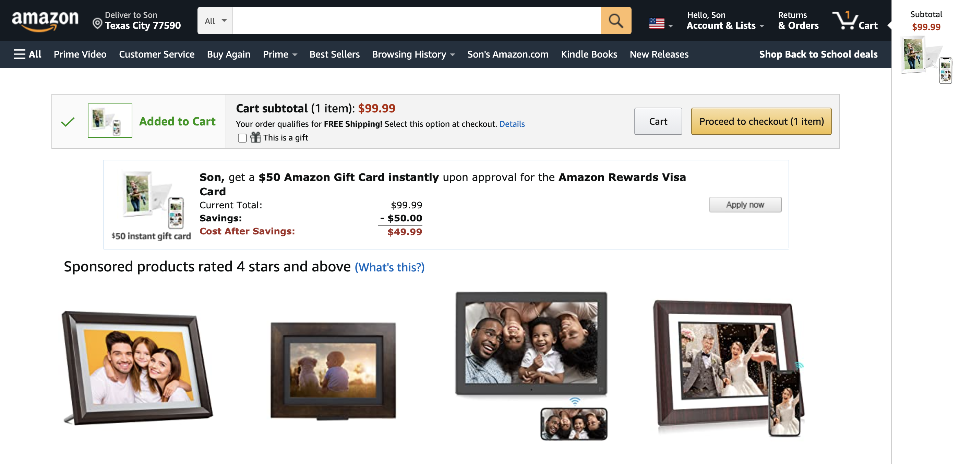 amazon
Deliver to Son
Texas City 77590
All
Hello, Son
Account & Lists
Returns
& Orders
1
Cart
Subtotal
$99.99
All
Prime Video
Customer Service
Buy Again
Prime
Best Sellers
Browsing History
Son's Amazon.com
Kindle Books
New Releases
Shop Back to School deals
Added to Cart
Cart subtotal (1 item): $99.99
Your order qualifies for FREE Shipping! Select this option at checkout. Details
This is a gift
Cart
Proceed to checkout (1 item)
Son, get a $50 Amazon Gift Card instantly upon approval for the Amazon Rewards Visa
Card
Current Total: $99.99
Savings: - $50.00
Cost After Savings: $49.99
$50 instant gift card
Apply now
Sponsored products rated 4 stars and above (What's this?)